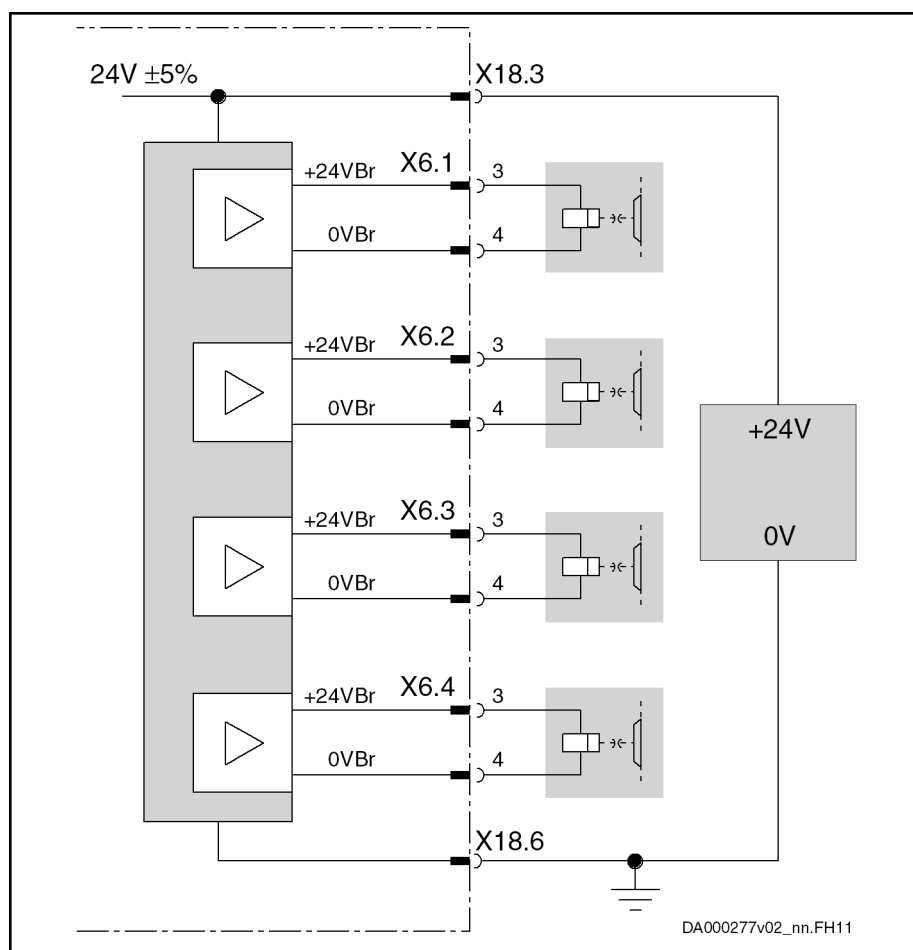 24V ±5%
X18.3
+24VBr
X6.1
3
0VBr
4
+24VBr
X6.2
3
0VBr
4
+24V
0V
+24VBr
X6.3
3
0VBr
4
+24VBr
X6.4
3
0VBr
4
X18.6
DA000277v02_nn.FH11